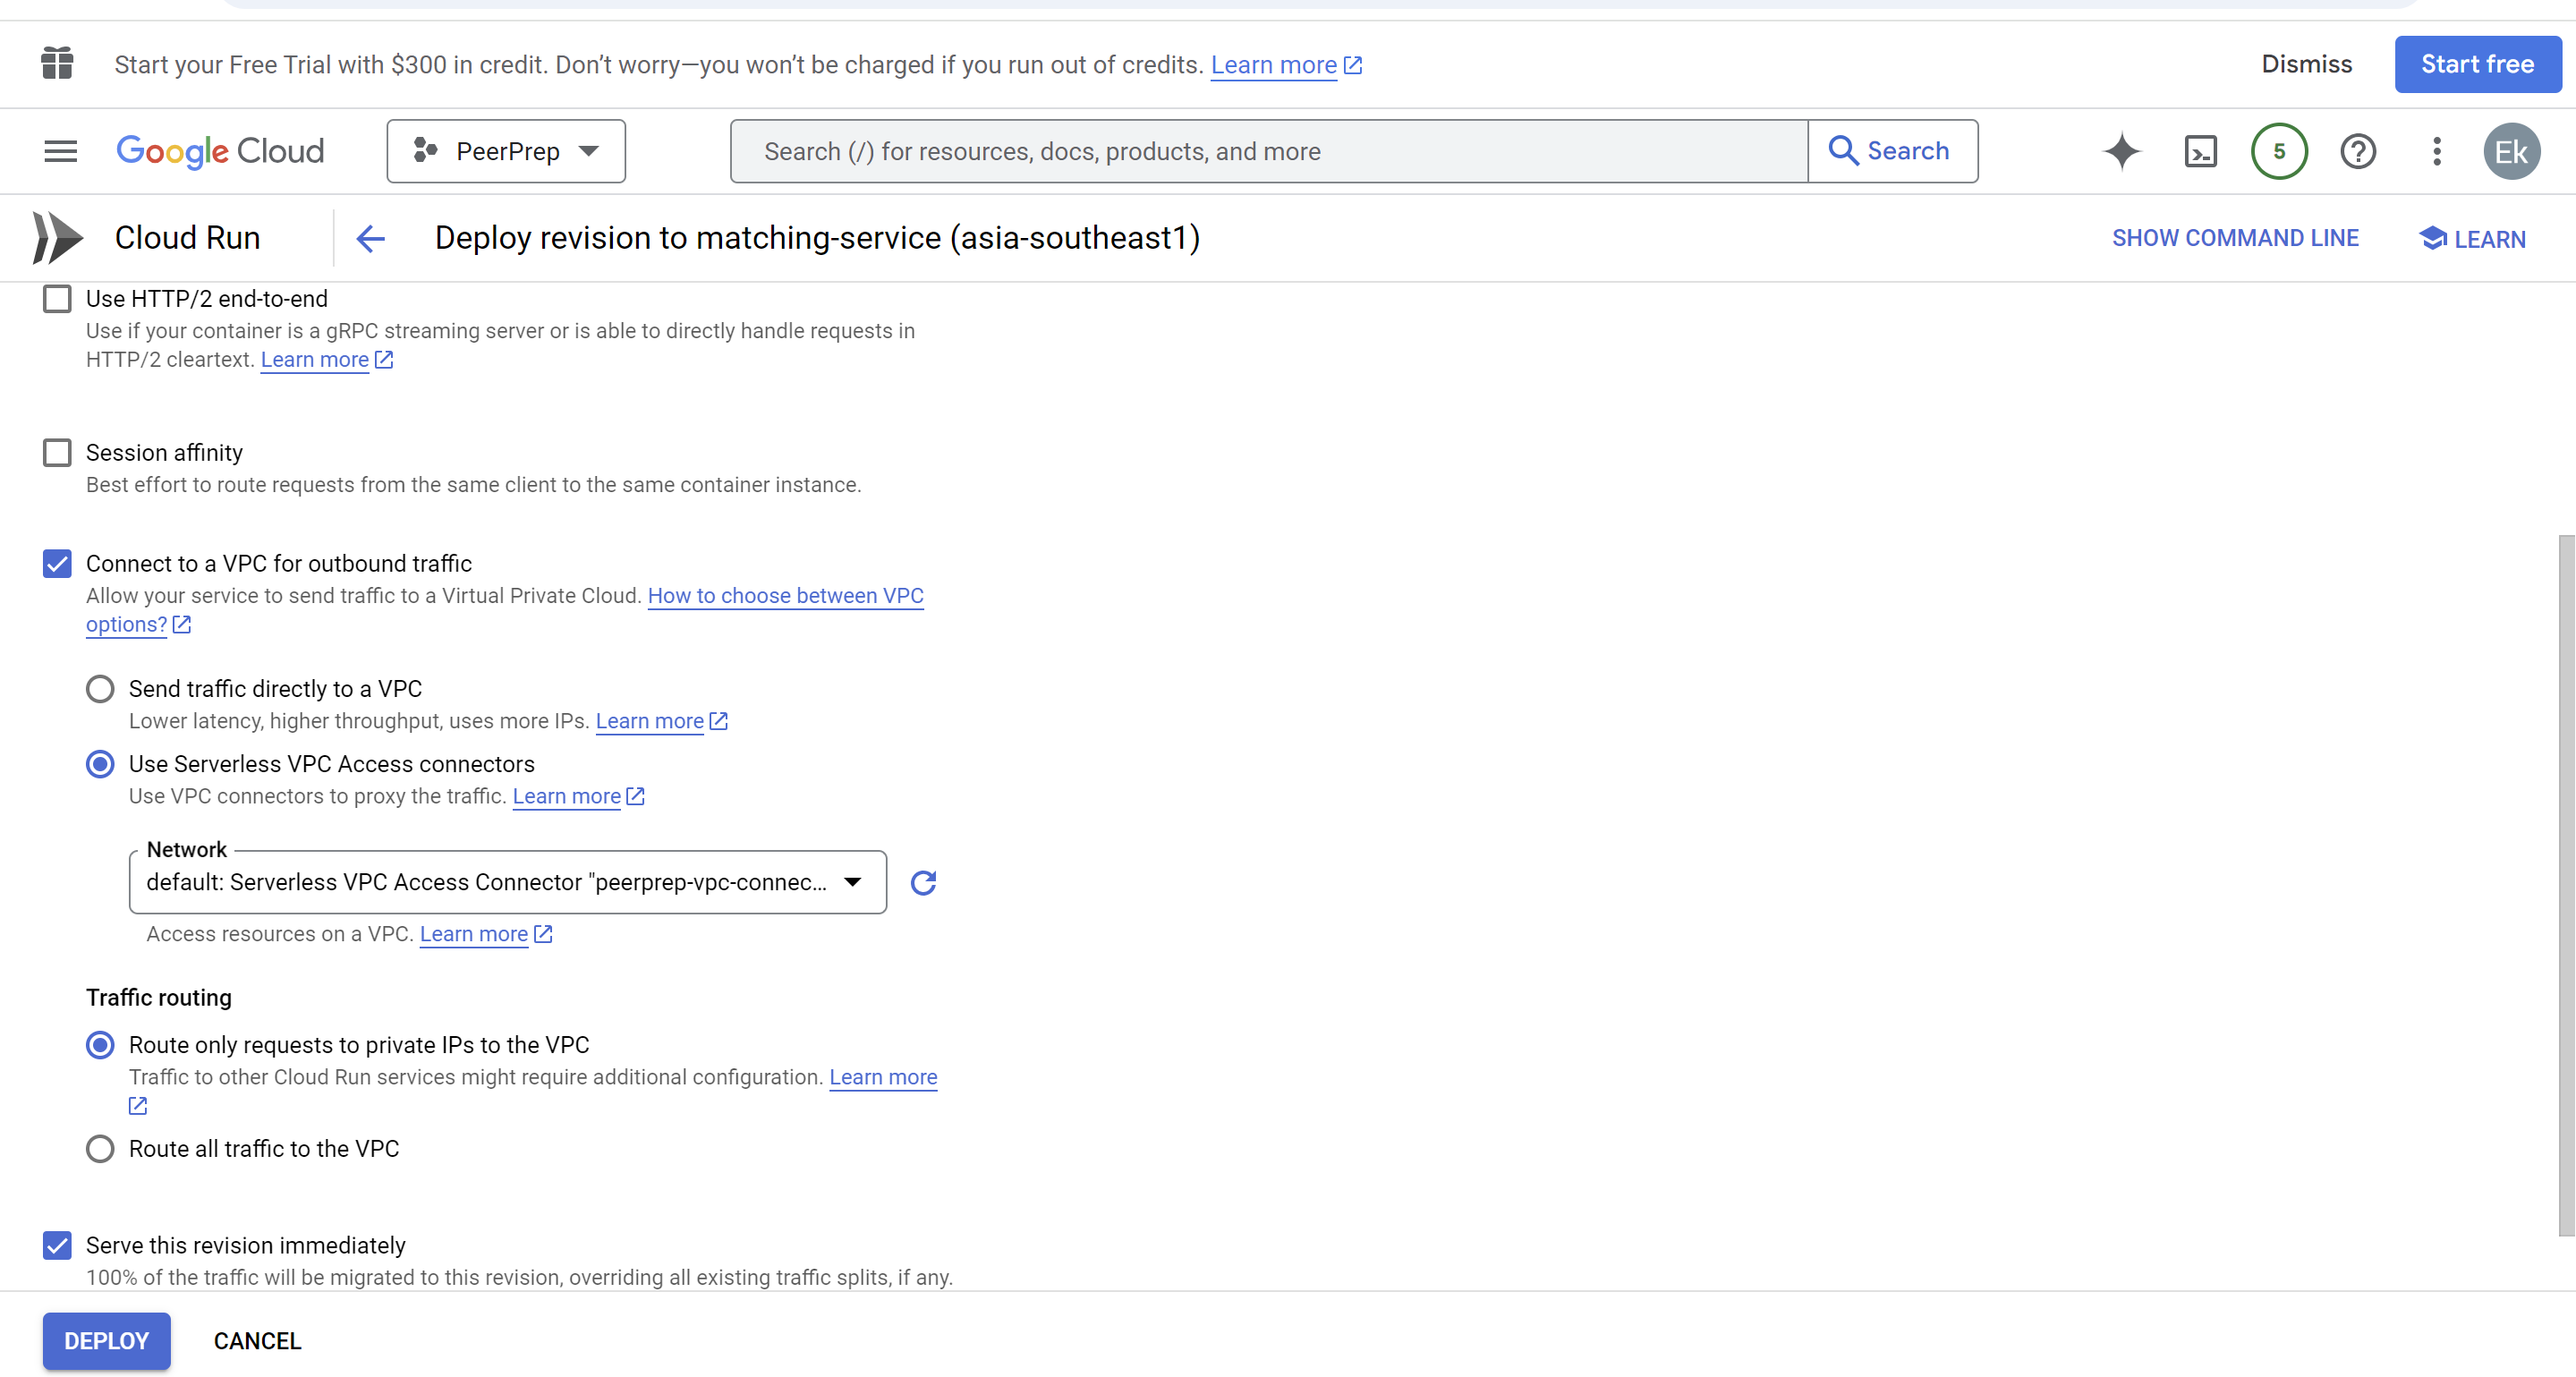 Start your Free Trial with $300 in credit. Don’t worry—you won’t be charged if you run out of credits. Learn more
Dismiss
Start free
Google Cloud
PeerPrep
Search (/) for resources, docs, products, and more
Search
5
Ek
Cloud Run
Deploy revision to matching-service (asia-southeast1)
SHOW COMMAND LINE
LEARN
Use HTTP/2 end-to-end
Use if your container is a gRPC streaming server or is able to directly handle requests in
HTTP/2 cleartext. Learn more
Session affinity
Best effort to route requests from the same client to the same container instance.
Connect to a VPC for outbound traffic
Allow your service to send traffic to a Virtual Private Cloud. How to choose between VPC
options?
Send traffic directly to a VPC
Lower latency, higher throughput, uses more IPs. Learn more
Use Serverless VPC Access connectors
Use VPC connectors to proxy the traffic. Learn more
Network
default: Serverless VPC Access Connector "peerprep-vpc-connec...
Access resources on a VPC. Learn more
Traffic routing
Route only requests to private IPs to the VPC
Traffic to other Cloud Run services might require additional configuration. Learn more
Route all traffic to the VPC
Serve this revision immediately
100% of the traffic will be migrated to this revision, overriding all existing traffic splits, if any.
DEPLOY
CANCEL